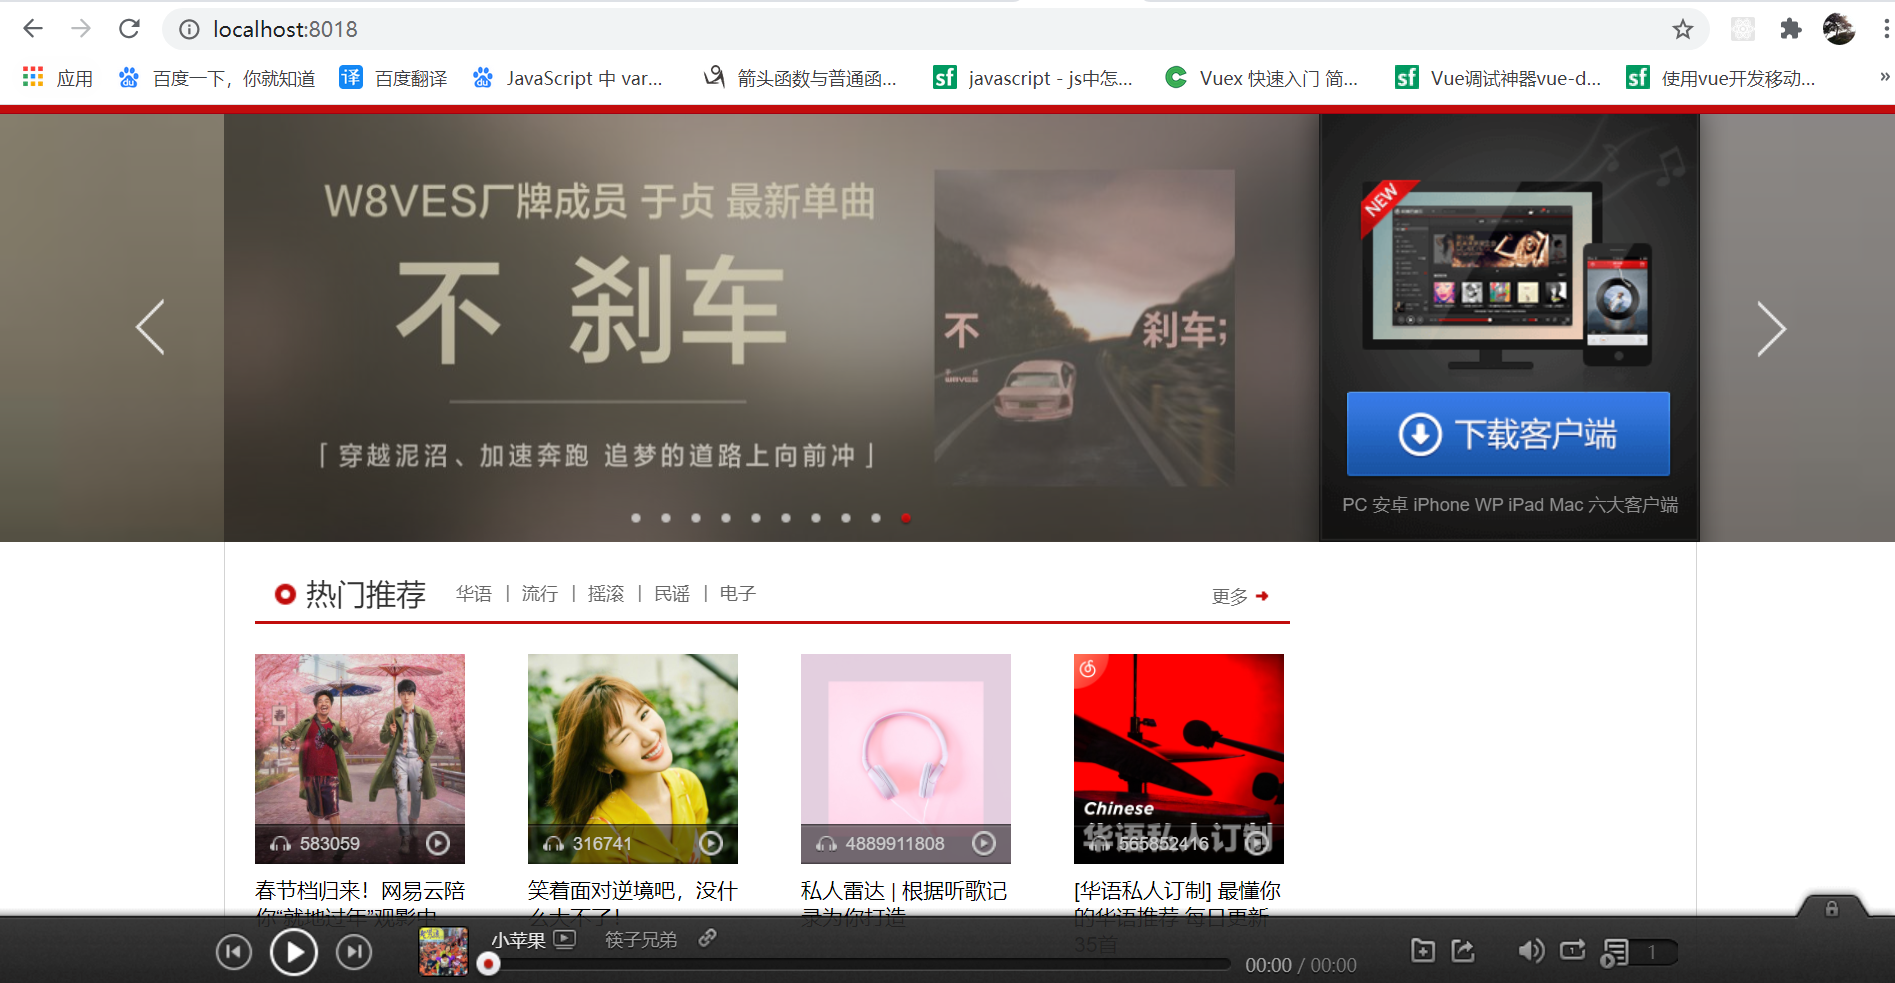 localhost:8018
应用
百度一下，你就知道
百度翻译
JavaScript 中 var...
箭头函数与普通函...
javascript - js中怎...
Vuex 快速入门 简...
Vue调试神器vue-d...
使用vue开发移动...
»
W8VES厂牌成员 于贞 最新单曲
不 刹车
「 穿越泥沼、加速奔跑 追梦的道路上向前冲 」
不 刹车;
WAVES
NEW
下载客户端
PC 安卓 iPhone WP iPad Mac 六大客户端
热门推荐
华语 | 流行 | 摇滚 | 民谣 | 电子
更多
Chinese
华语私人订制
583059
316741
4889911808
565852416
春节档归来！网易云陪
你“就地过年”观影中
笑着面对逆境吧，没什
么大不了！
私人雷达 | 根据听歌记
录为你打造
[华语私人订制] 最懂你
的华语推荐 每日更新
35首
小苹果
筷子兄弟
00:00 / 00:00
1